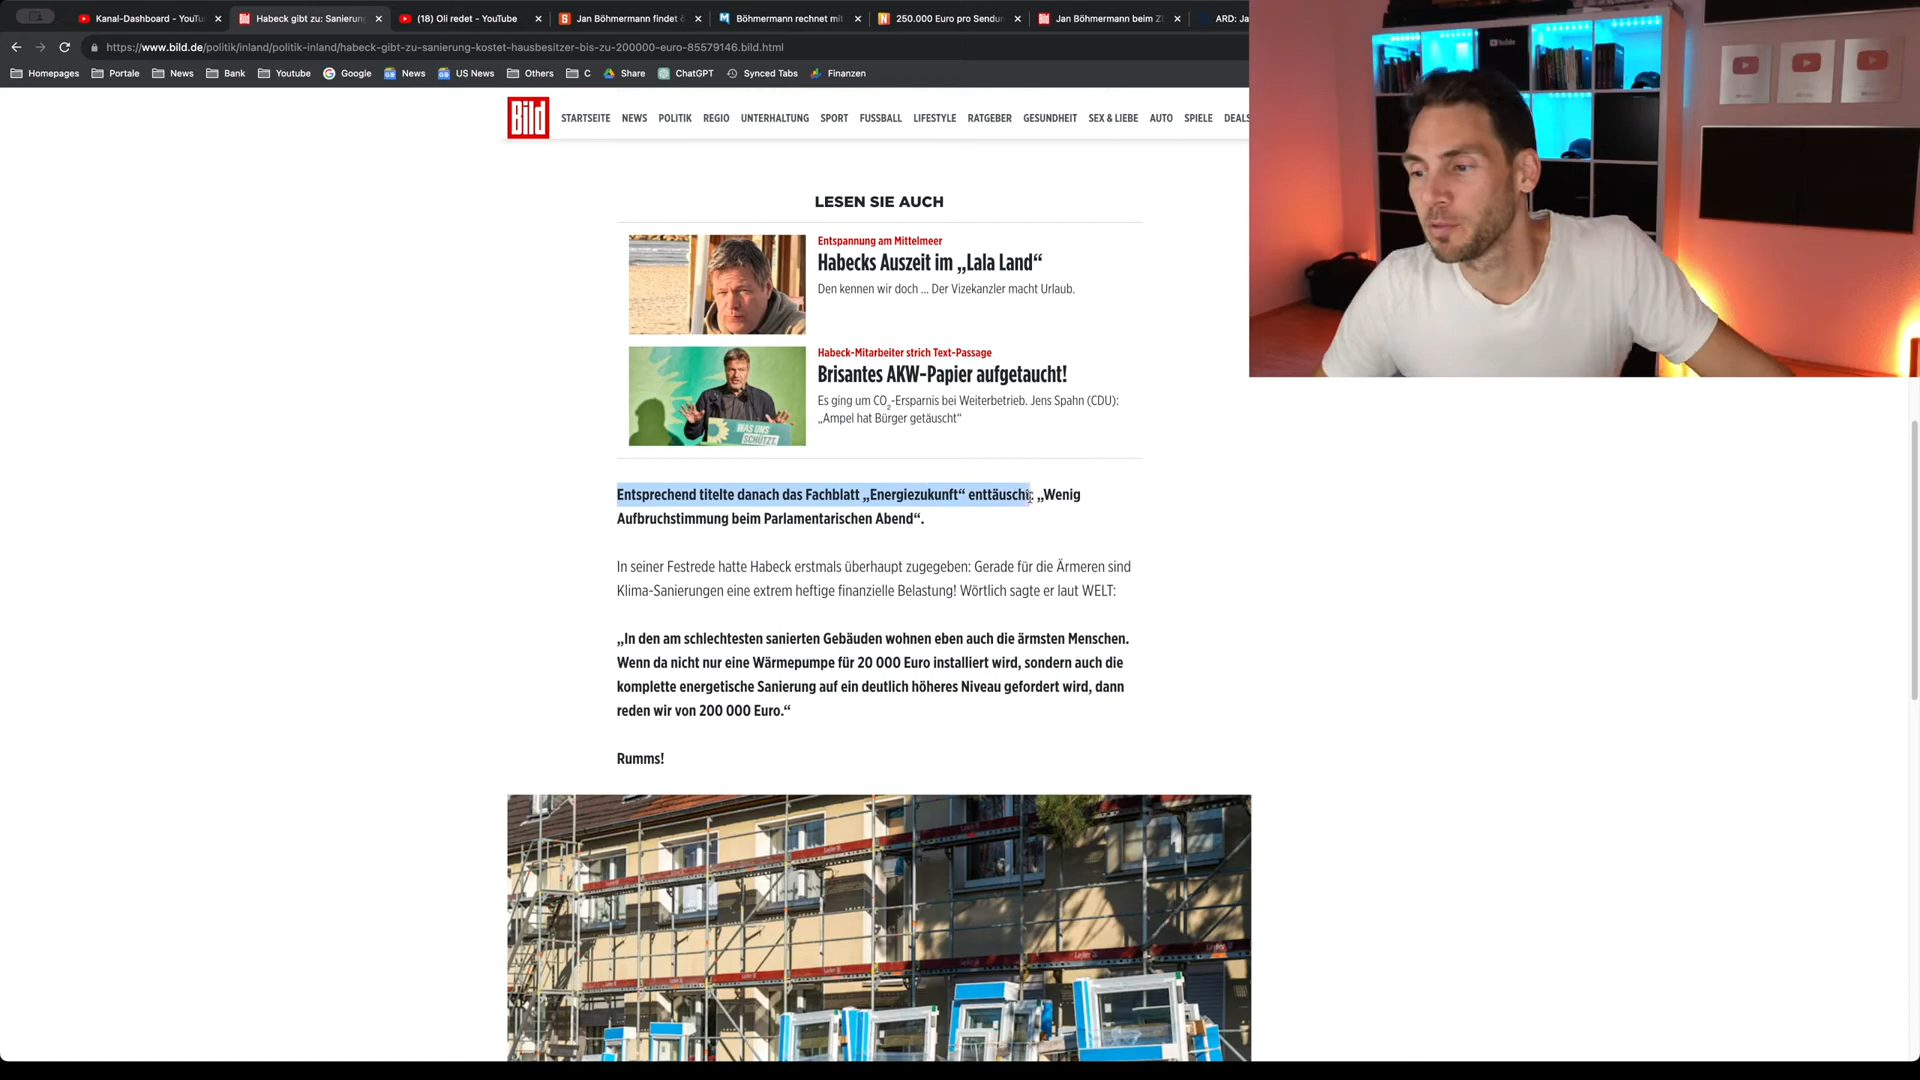 Kanal-Dashboard - YouTu
Habeck gibt zu: Sanierung
(18) Oli redet - YouTube
Jan Böhmermann findet
Böhmermann rechnet mit
250.000 Euro pro Sendun
Jan Böhmermann beim Z
ARD: Ja
https://www.bild.de/politik/inland/politik-inland/habeck-gibt-zu-sanierung-kostet-hausbesitzer-bis-zu-200000-euro-85579146.bild.html
Homepages Portale News Bank Youtube Google News US News Others C Share ChatGPT Synced Tabs Finanzen
Bild STARTSEITE NEWS POLITIK REGIO UNTERHALTUNG SPORT FUSSBALL LIFESTYLE RATGEBER GESUNDHEIT SEX & LIEBE AUTO SPIELE DEALS
LESEN SIE AUCH
Entspannung am Mittelmeer
Habecks Auszeit im „Lala Land“
Den kennen wir doch ... Der Vizekanzler macht Urlaub.
WAS UNS
SCHÜTZT.
Habeck-Mitarbeiter strich Text-Passage
Brisantes AKW-Papier aufgetaucht!
Es ging um CO2-Ersparnis bei Weiterbetrieb. Jens Spahn (CDU):
„Ampel hat Bürger getäuscht“
Entsprechend titelte danach das Fachblatt „Energiezukunft“ enttäuscht: „Wenig
Aufbruchstimmung beim Parlamentarischen Abend“.
In seiner Festrede hatte Habeck erstmals überhaupt zugegeben: Gerade für die Ärmeren sind
Klima-Sanierungen eine extrem heftige finanzielle Belastung! Wörtlich sagte er laut WELT:
„In den am schlechtesten sanierten Gebäuden wohnen eben auch die ärmsten Menschen.
Wenn da nicht nur eine Wärmepumpe für 20 000 Euro installiert wird, sondern auch die
komplette energetische Sanierung auf ein deutlich höheres Niveau gefordert wird, dann
reden wir von 200 000 Euro.“
Rumms!